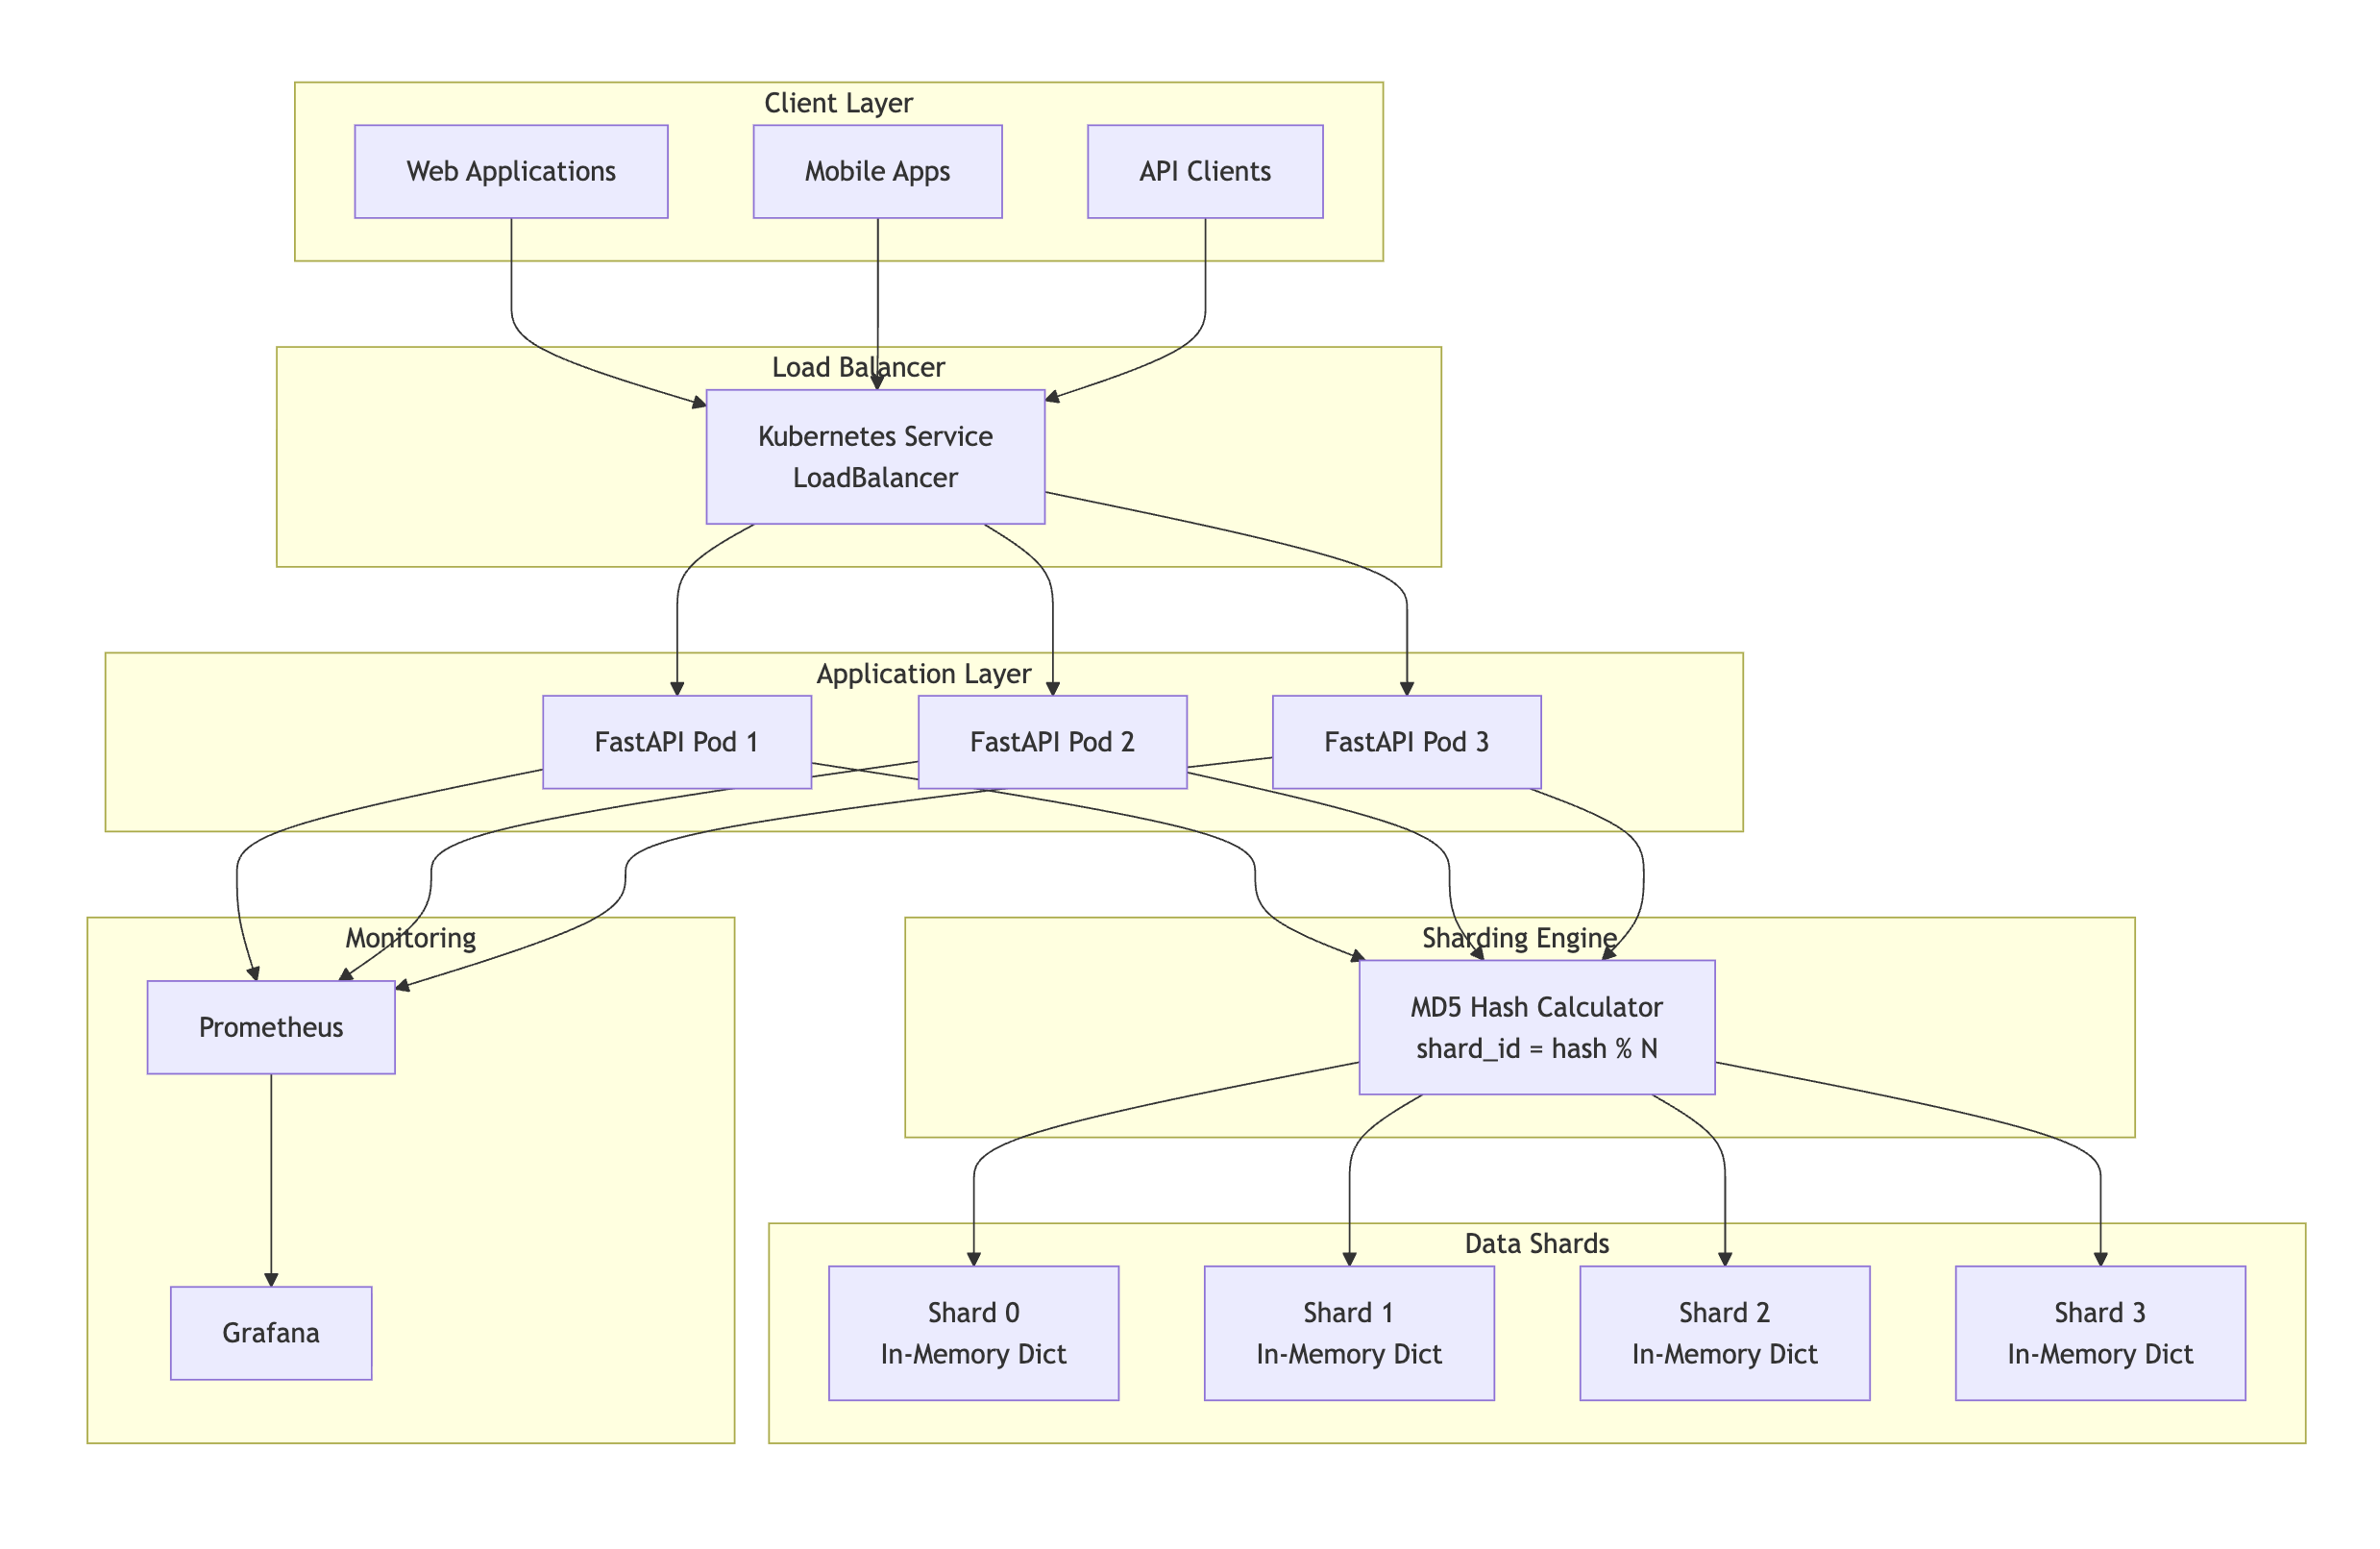 Client Layer
Web Applications
Mobile Apps
API Clients
Load Balancer
Kubernetes Service
LoadBalancer
Application Layer
FastAPI Pod 1
FastAPI Pod 2
FastAPI Pod 3
Monitoring
Prometheus
Grafana
Sharding Engine
MD5 Hash Calculator
shard_id = hash % N
Data Shards
Shard 0
In-Memory Dict
Shard 1
In-Memory Dict
Shard 2
In-Memory Dict
Shard 3
In-Memory Dict